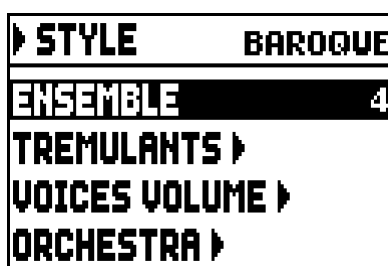 STYLE BAROQUE
ENSEMBLE 4
TREMULANTS
VOICES VOLUME
ORCHESTRA